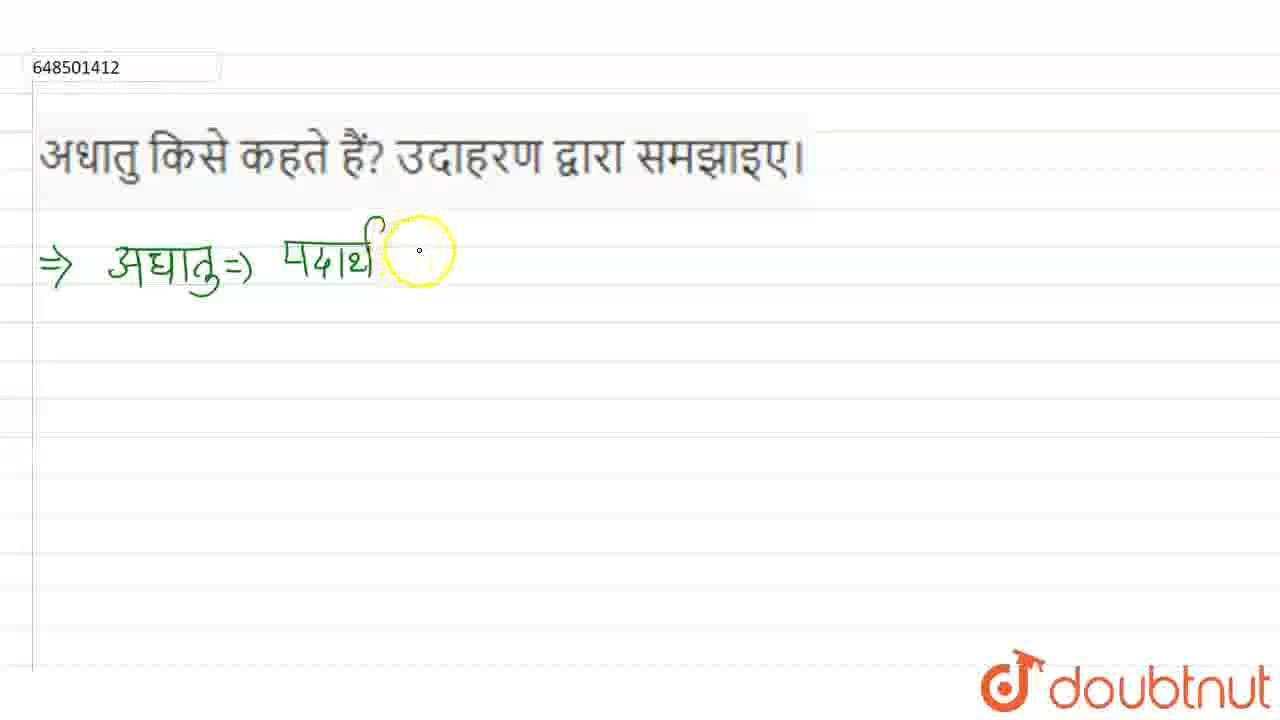 648501412
अधातु किसे कहते हैं? उदाहरण द्वारा समझाइए।
⇒ अधातु ⇒ पदार्थ
doubtnut